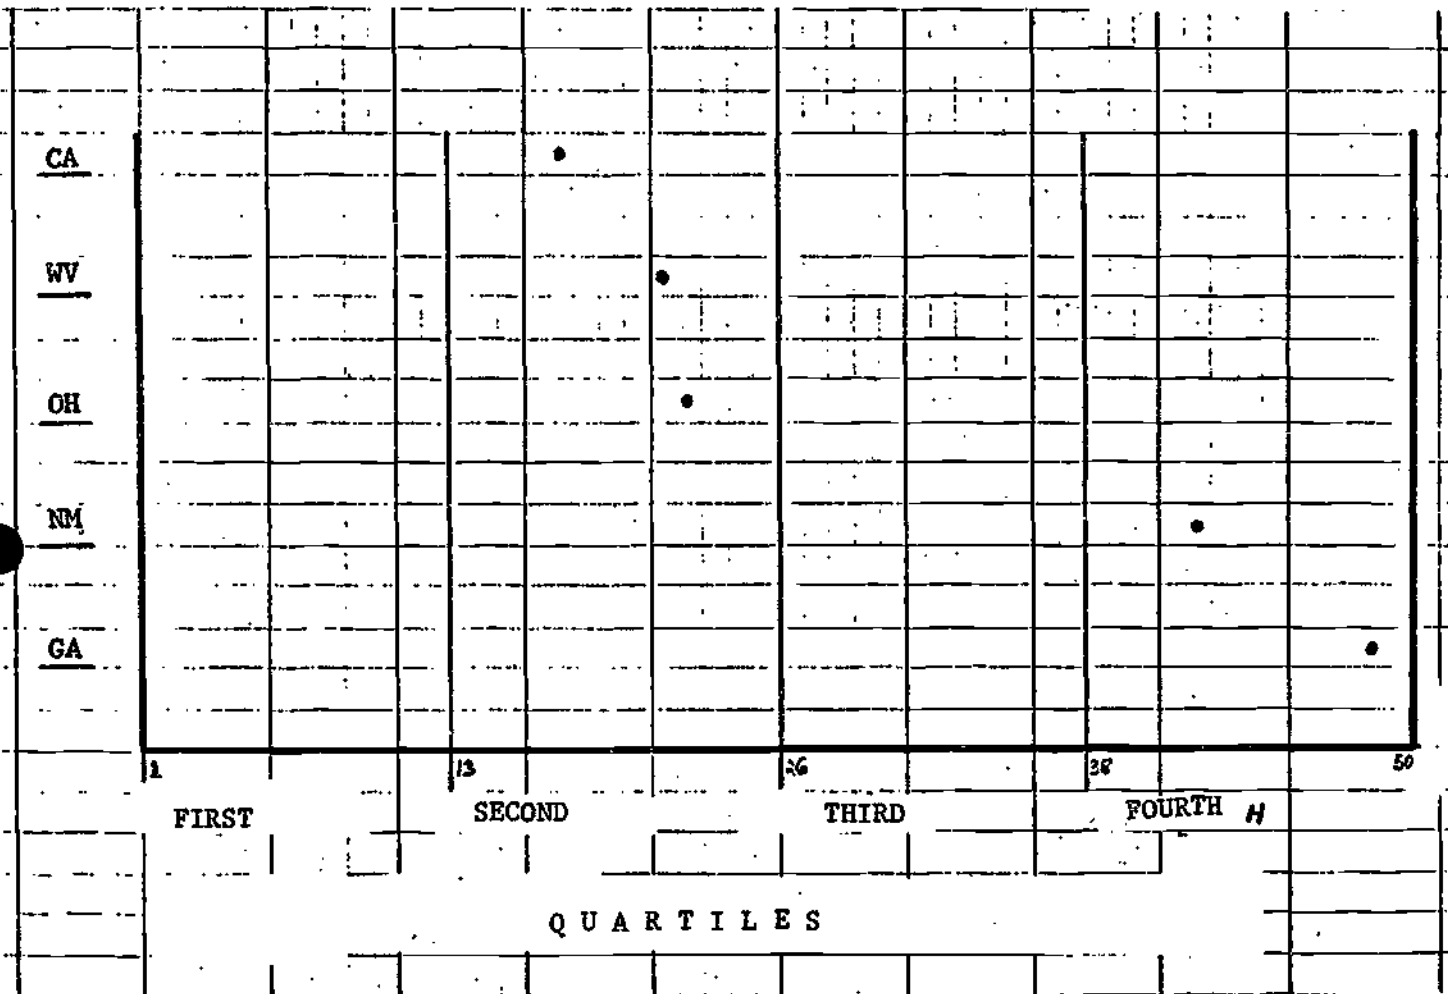 CA
WV
OH
NM
GA
1 13 26 38 50
FIRST SECOND THIRD FOURTH H
QUARTILES